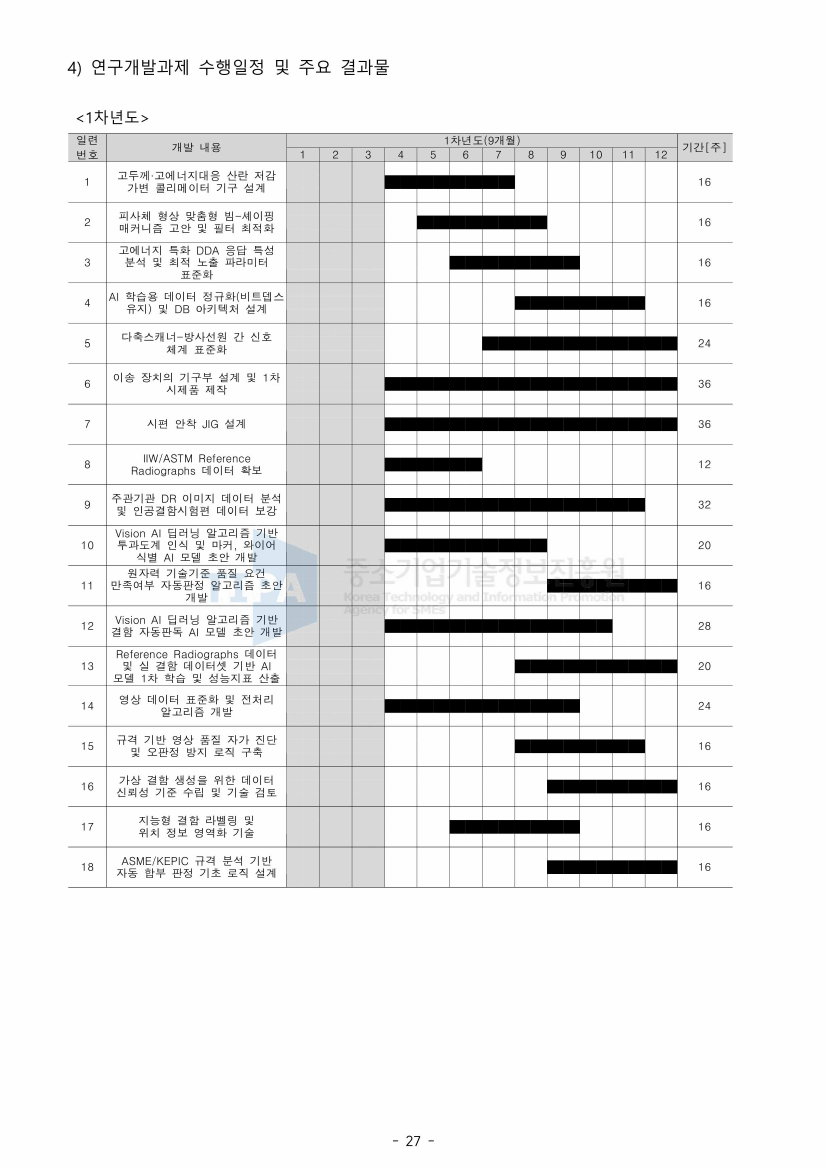 4) 연구개발과제 수행일정 및 주요 결과물
<1차년도>
일련 번호 개발 내용 1차년도(9개월) 기간[주]
1 2 3 4 5 6 7 8 9 10 11 12
고두께·고에너지대응 산란 저감
1 가변 콜리메이터 기구 설계 16
피사체 형상 맞춤형 빔-셰이핑
2 매커니즘 고안 및 필터 최적화 16
고에너지 특화 DDA 응답 특성
3 분석 및 최적 노출 파라미터 16
표준화
AI 학습용 데이터 정규화(비트뎁스
4 유지) 및 DB 아키텍처 설계 16
다축스캐너-방사선원 간 신호
5 체계 표준화 24
이송 장치의 기구부 설계 및 1차
6 시제품 제작 36
7 시편 안착 JIG 설계 36
IIW/ASTM Reference
8 Radiographs 데이터 확보 12
주관기관 DR 이미지 데이터 분석
9 및 인공결함시험편 데이터 보강 32
Vision AI 딥러닝 알고리즘 기반
10 투과도계 인식 및 마커, 와이어 20
식별 AI 모델 초안 개발
원자력 기술기준 품질 요건
11 만족여부 자동판정 알고리즘 초안 16
개발
Vision AI 딥러닝 알고리즘 기반
12 결함 자동판독 AI 모델 초안 개발 28
Reference Radiographs 데이터
13 및 실 결함 데이터셋 기반 AI 20
모델 1차 학습 및 성능지표 산출
영상 데이터 표준화 및 전처리
14 알고리즘 개발 24
규격 기반 영상 품질 자가 진단
15 및 오판정 방지 로직 구축 16
가상 결함 생성을 위한 데이터
16 신뢰성 기준 수립 및 기술 검토 16
지능형 결함 라벨링 및
17 위치 정보 영역화 기술 16
ASME/KEPIC 규격 분석 기반
18 자동 합부 판정 기초 로직 설계 16
TIPA 중소기업기술정보진흥원
Korea Technology and Information Promotion
Agency for SMEs
- 27 -